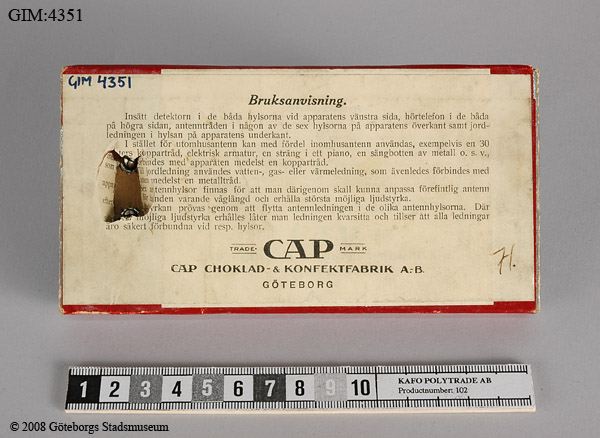 GIM:4351
GIM 4351
Bruksanvisning.
Insätt detektorn i de båda hylsorna vid apparatens vänstra sida, hörtelefon i de båda
på högra sidan, antenntråden i någon av de sex hylsorna på apparatens överkant samt jord-
ledningen i hylsan på apparatens underkant.
I stället för utomhusantenn kan med fördel inomhusantenn användas, exempelvis en 30
koppartråd, elektrisk armatur, en sträng i ett piano, en sängbotten av metall o. s. v.,
med apparaten medelst en koppartråd.
jordledning användes vatten-, gas- eller värmeledning, som ävenledes förbindes med
medelst en metalltråd.
antennhylsor finnas för att man därigenom skall kunna anpassa förefintlig antenn
varande våglängd och erhålla största möjliga ljudstyrka.
prövas genom att flytta antennledningen i de olika antennhylsorna. Där
möjliga ljudstyrka erhålles låter man ledningen kvarsitta och tillser att alla ledningar
äro säkert förbundna vid resp. hylsor.
TRADE CAP MARK
CAP CHOKLAD- & KONFEKTFABRIK A.-B.
GÖTEBORG
71.
1 2 3 4 5 6 7 8 9 10
KAFO POLYTRADE AB
Productnumber: 102
© 2008 Göteborgs Stadsmuseum